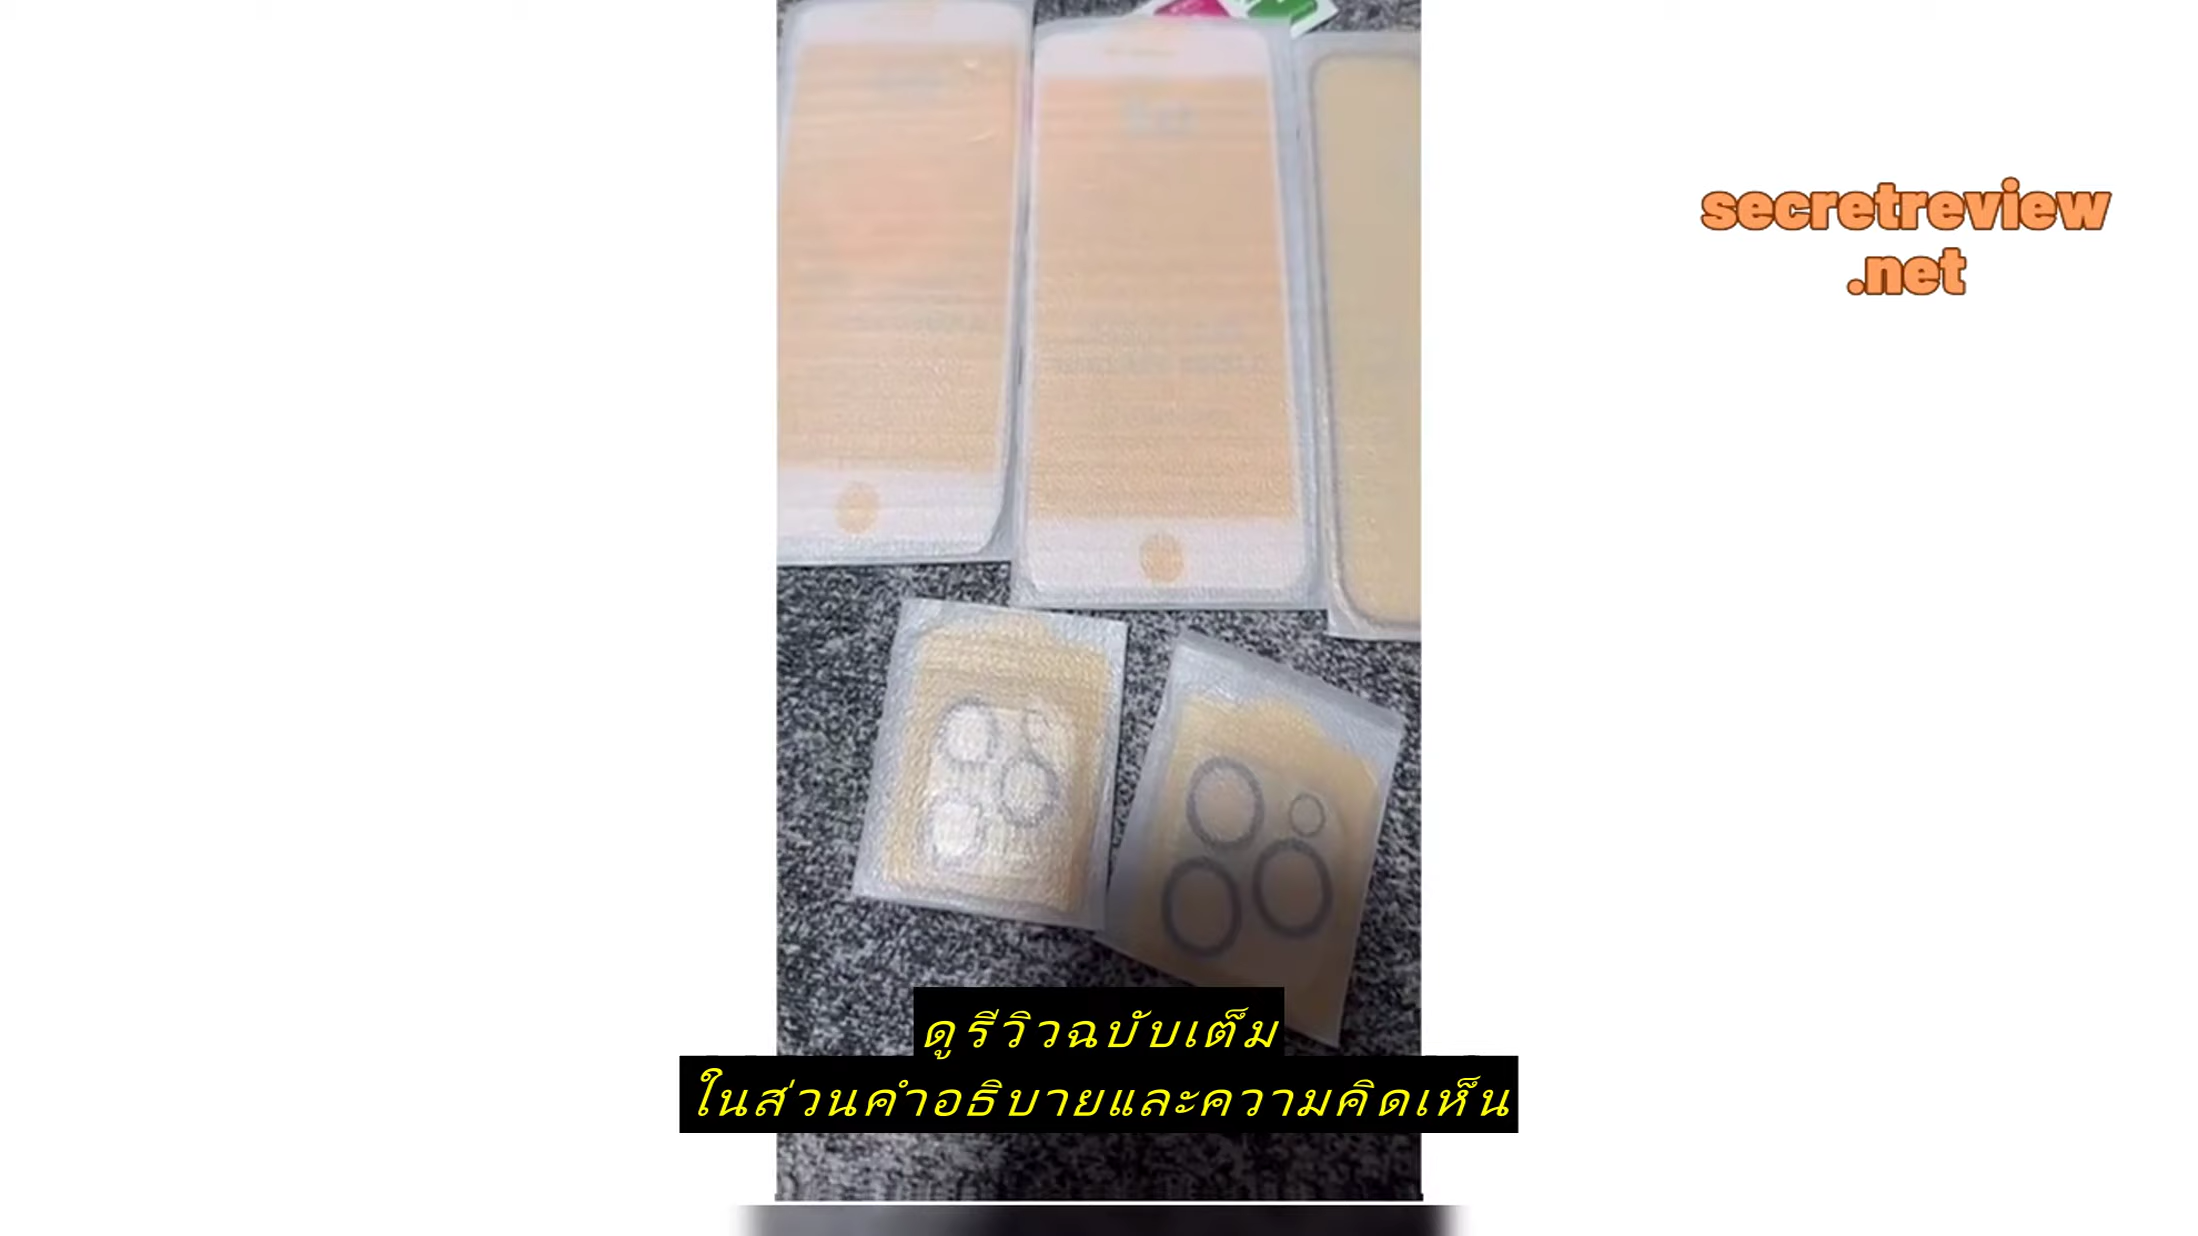 secretreview
.net
ดูรีวิวฉบับเต็ม
ในส่วนคำอธิบายและความคิดเห็น